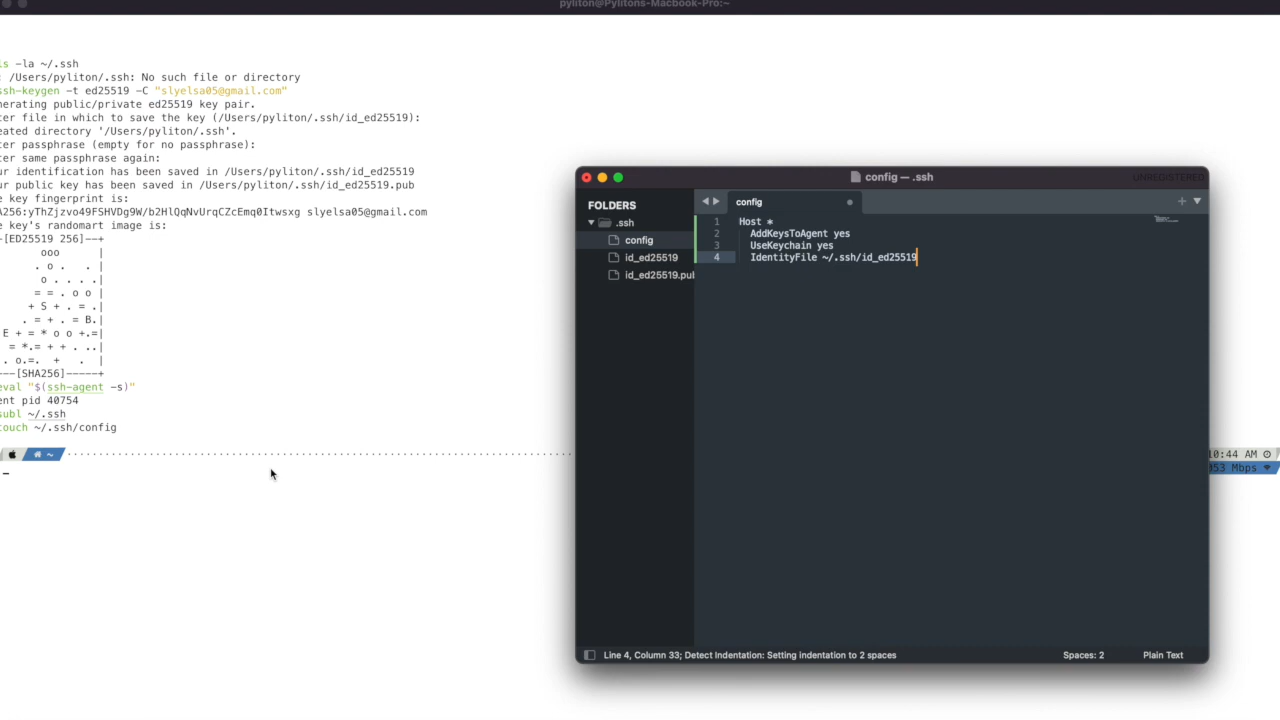 pyliton@Pylitons-Macbook-Pro:~
ls -la ~/.ssh
: /Users/pyliton/.ssh: No such file or directory
ssh-keygen -t ed25519 -C "slyelsa05@gmail.com"
nerating public/private ed25519 key pair.
ter file in which to save the key (/Users/pyliton/.ssh/id_ed25519):
eated directory '/Users/pyliton/.ssh'.
ter passphrase (empty for no passphrase):
ter same passphrase again:
ur identification has been saved in /Users/pyliton/.ssh/id_ed25519
ur public key has been saved in /Users/pyliton/.ssh/id_ed25519.pub
e key fingerprint is:
A256:yThZjzvo49FSHVDg9W/b2HlQqNvUrqCZcEmq0Itwsxg slyelsa05@gmail.com
e key's randomart image is:
-[ED25519 256]--+
ooo |
. o . . |
o . . . .|
= = . o o |
+ S + . = .|
. = + . = B.|
E + = * o o +.=|
= *.= + + . ..|
. o.=. + . |
---[SHA256]-----+
eval "$(ssh-agent -s)"
ent pid 40754
subl ~/.ssh
touch ~/.ssh/config
~
10:44 AM
353 Mbps
config — .ssh
UNREGISTERED
FOLDERS
.ssh
config
id_ed25519
id_ed25519.pub
config
1 Host *
2 AddKeysToAgent yes
3 UseKeychain yes
4 IdentityFile ~/.ssh/id_ed25519
Line 4, Column 33; Detect Indentation: Setting indentation to 2 spaces
Spaces: 2
Plain Text